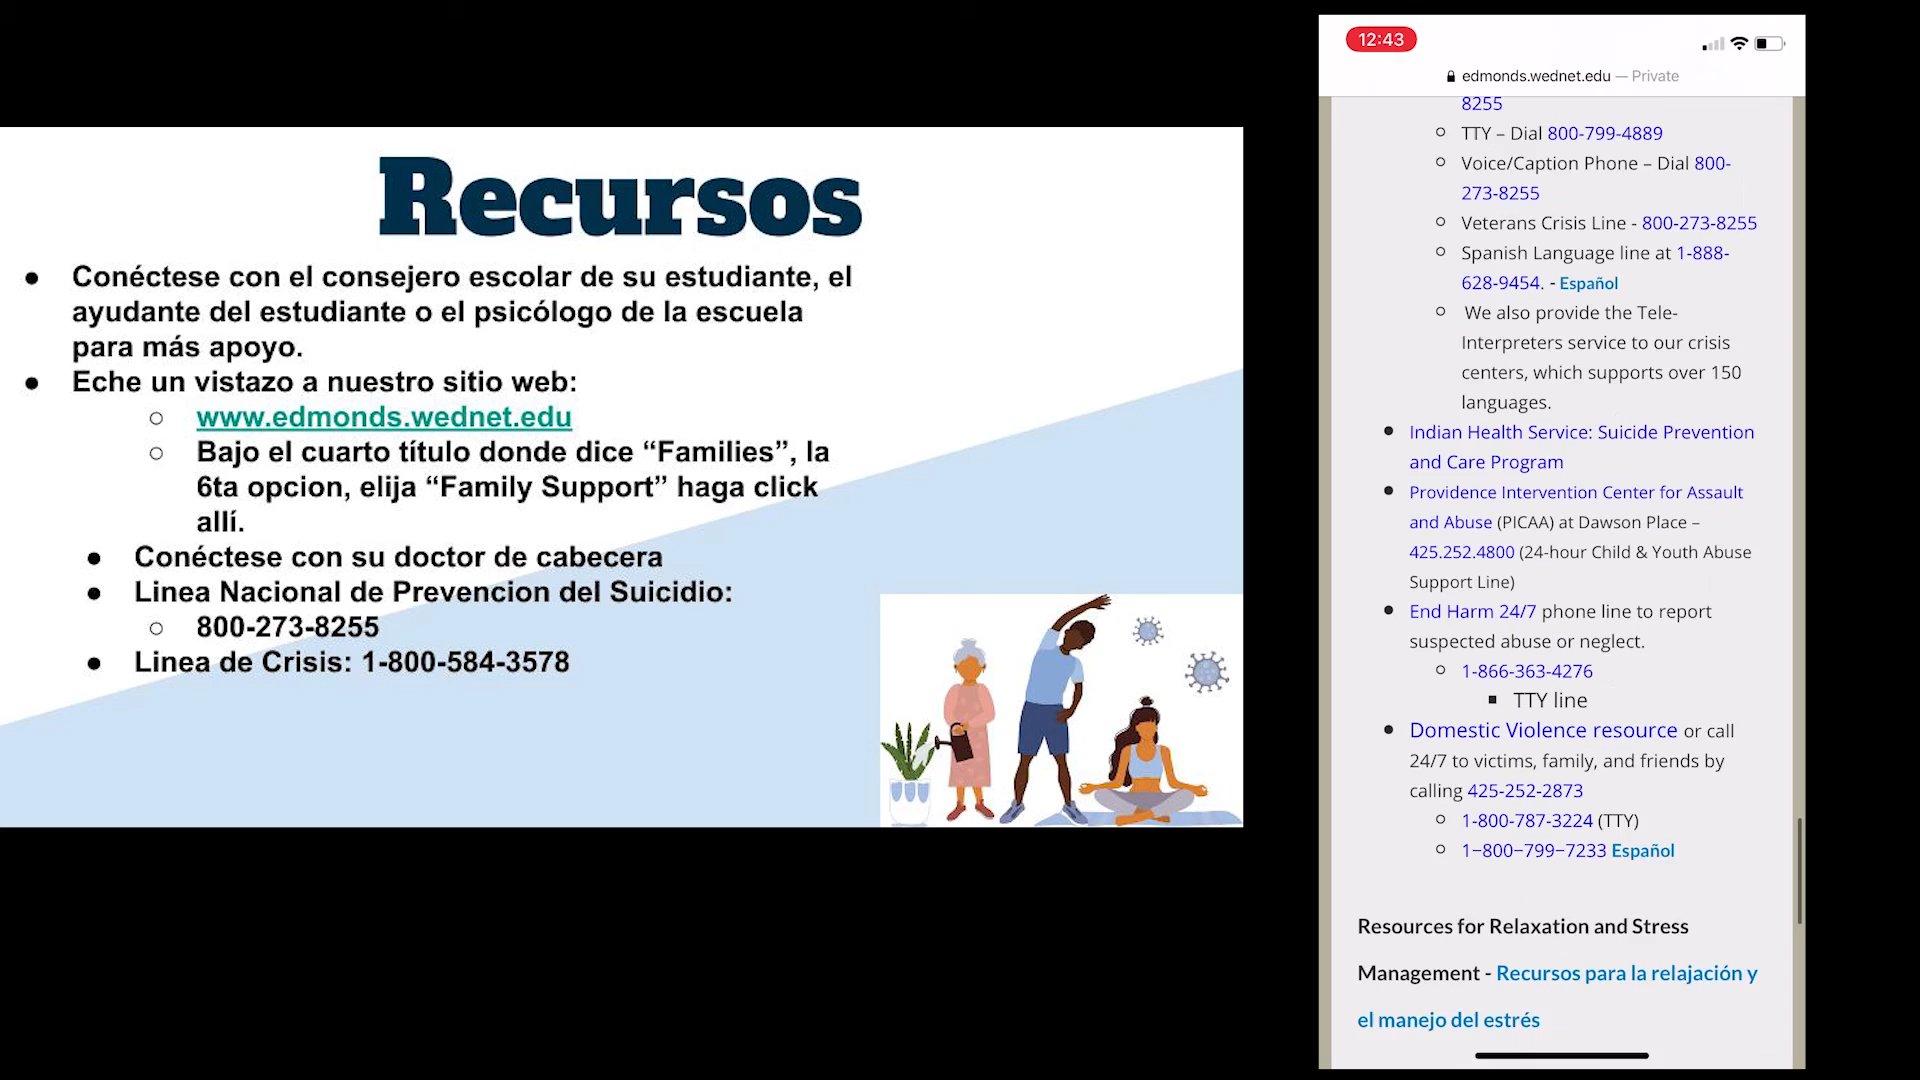 Recursos
● Conéctese con el consejero escolar de su estudiante, el
ayudante del estudiante o el psicólogo de la escuela
para más apoyo.
● Eche un vistazo a nuestro sitio web:
○ www.edmonds.wednet.edu
○ Bajo el cuarto título donde dice “Families”, la
6ta opcion, elija “Family Support” haga click
allí.
● Conéctese con su doctor de cabecera
● Linea Nacional de Prevencion del Suicidio:
○ 800-273-8255
● Linea de Crisis: 1-800-584-3578
12:43
edmonds.wednet.edu — Private
8255
○ TTY – Dial 800-799-4889
○ Voice/Caption Phone – Dial 800-
273-8255
○ Veterans Crisis Line - 800-273-8255
○ Spanish Language line at 1-888-
628-9454. - Español
○ We also provide the Tele-
Interpreters service to our crisis
centers, which supports over 150
languages.
● Indian Health Service: Suicide Prevention
and Care Program
● Providence Intervention Center for Assault
and Abuse (PICAA) at Dawson Place –
425.252.4800 (24-hour Child & Youth Abuse
Support Line)
● End Harm 24/7 phone line to report
suspected abuse or neglect.
○ 1-866-363-4276
■ TTY line
● Domestic Violence resource or call
24/7 to victims, family, and friends by
calling 425-252-2873
○ 1-800-787-3224 (TTY)
○ 1−800−799−7233 Español
Resources for Relaxation and Stress
Management - Recursos para la relajación y
el manejo del estrés